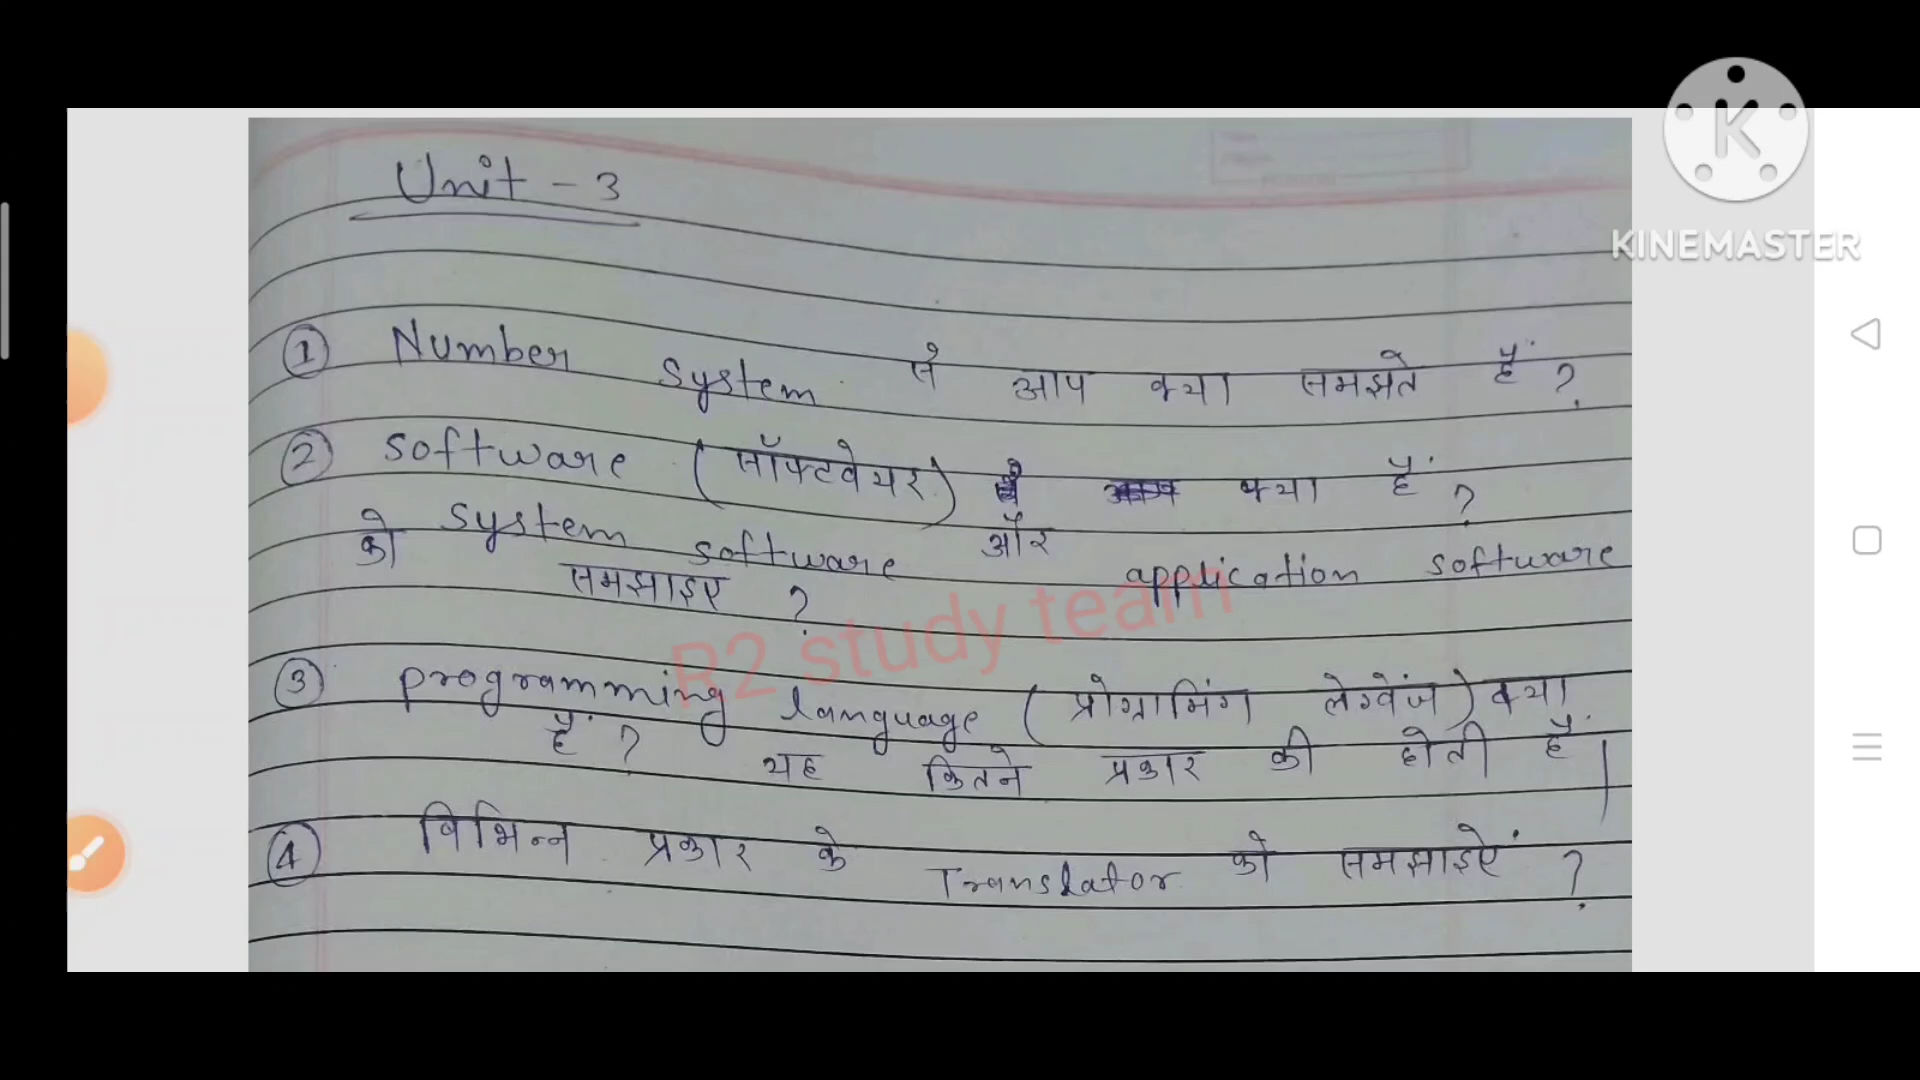 Unit - 3
① Number system से आप क्या समझते हैं ?
② software (सॉफ्टवेयर) क्या हैं ?
system software और application software
को समझाइए ?
R2 study team
③ programming language (प्रोग्रामिंग लेग्वेंज) क्या
हैं ? यह कितने प्रकार की होती हैं |
④ विभिन्न प्रकार के Translator को समझाइऐं ?
KINEMASTER